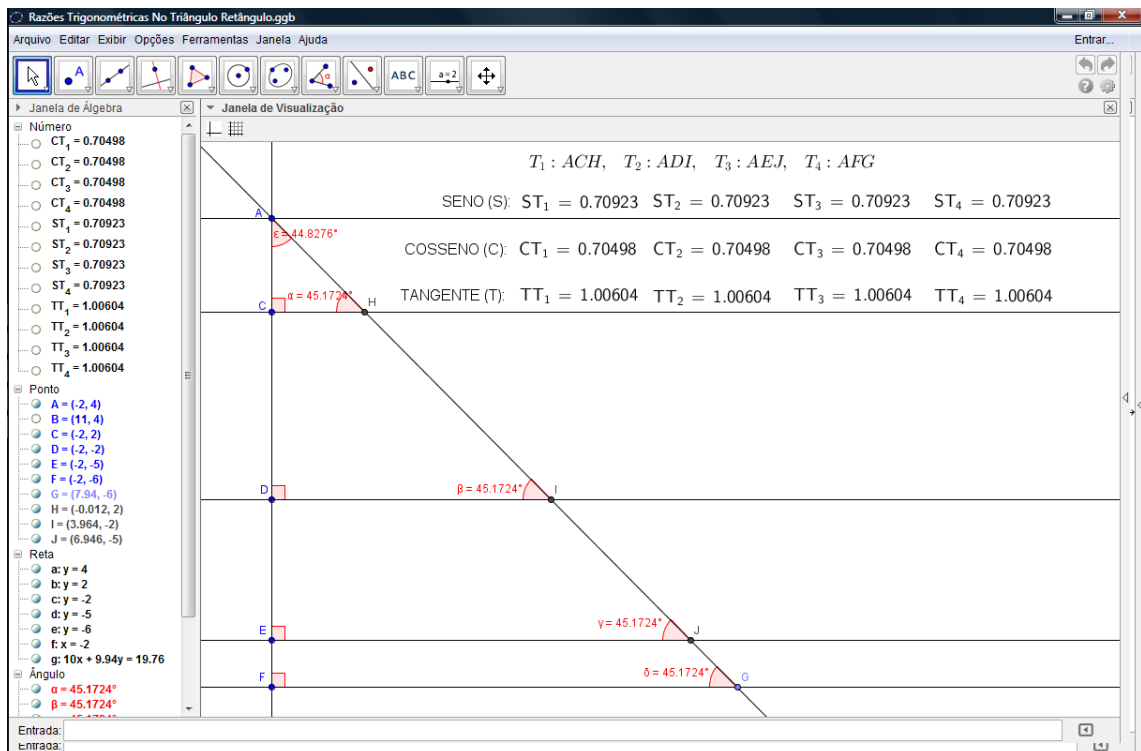 Razões Trigonométricas No Triângulo Retângulo.ggb
Arquivo Editar Exibir Opções Ferramentas Janela Ajuda Entrar...
A α ABC a=2
Janela de Álgebra
Número
CT₁ = 0.70498
CT₂ = 0.70498
CT₃ = 0.70498
CT₄ = 0.70498
ST₁ = 0.70923
ST₂ = 0.70923
ST₃ = 0.70923
ST₄ = 0.70923
TT₁ = 1.00604
TT₂ = 1.00604
TT₃ = 1.00604
TT₄ = 1.00604
Ponto
A = (-2, 4)
B = (11, 4)
C = (-2, 2)
D = (-2, -2)
E = (-2, -5)
F = (-2, -6)
G = (7.94, -6)
H = (-0.012, 2)
I = (3.964, -2)
J = (6.946, -5)
Reta
a: y = 4
b: y = 2
c: y = -2
d: y = -5
e: y = -6
f: x = -2
g: 10x + 9.94y = 19.76
Ângulo
α = 45.1724°
β = 45.1724°
Janela de Visualização
T₁ : ACH, T₂ : ADI, T₃ : AEJ, T₄ : AFG
SENO (S): ST₁ = 0.70923 ST₂ = 0.70923 ST₃ = 0.70923 ST₄ = 0.70923
A
ε = 44.8276°
COSSENO (C): CT₁ = 0.70498 CT₂ = 0.70498 CT₃ = 0.70498 CT₄ = 0.70498
TANGENTE (T): TT₁ = 1.00604 TT₂ = 1.00604 TT₃ = 1.00604 TT₄ = 1.00604
C α = 45.1724° H
D β = 45.1724° I
E γ = 45.1724° J
F δ = 45.1724° G
Entrada:
Entrada: